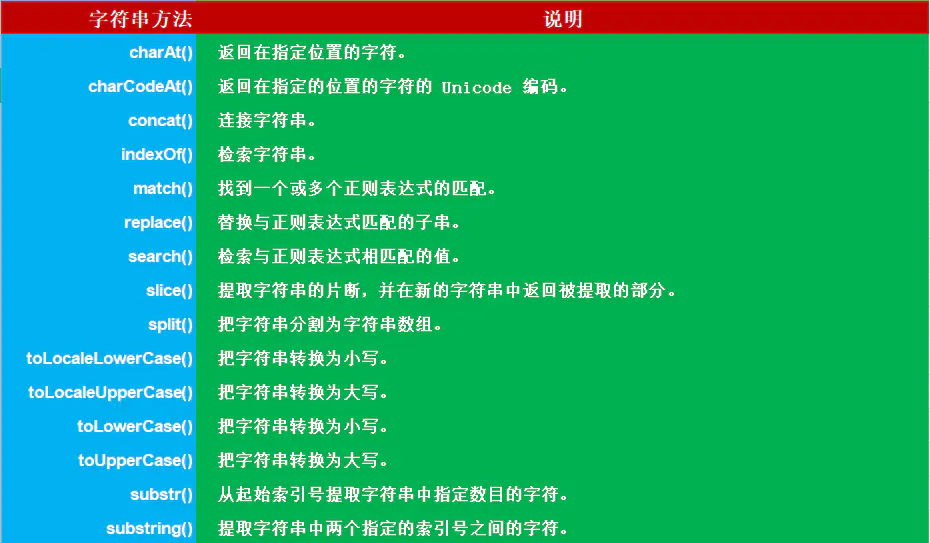 字符串方法 说明
charAt() 返回在指定位置的字符。
charCodeAt() 返回在指定的位置的字符的 Unicode 编码。
concat() 连接字符串。
indexOf() 检索字符串。
match() 找到一个或多个正则表达式的匹配。
replace() 替换与正则表达式匹配的子串。
search() 检索与正则表达式相匹配的值。
slice() 提取字符串的片断，并在新的字符串中返回被提取的部分。
split() 把字符串分割为字符串数组。
toLocaleLowerCase() 把字符串转换为小写。
toLocaleUpperCase() 把字符串转换为大写。
toLowerCase() 把字符串转换为小写。
toUpperCase() 把字符串转换为大写。
substr() 从起始索引号提取字符串中指定数目的字符。
substring() 提取字符串中两个指定的索引号之间的字符。